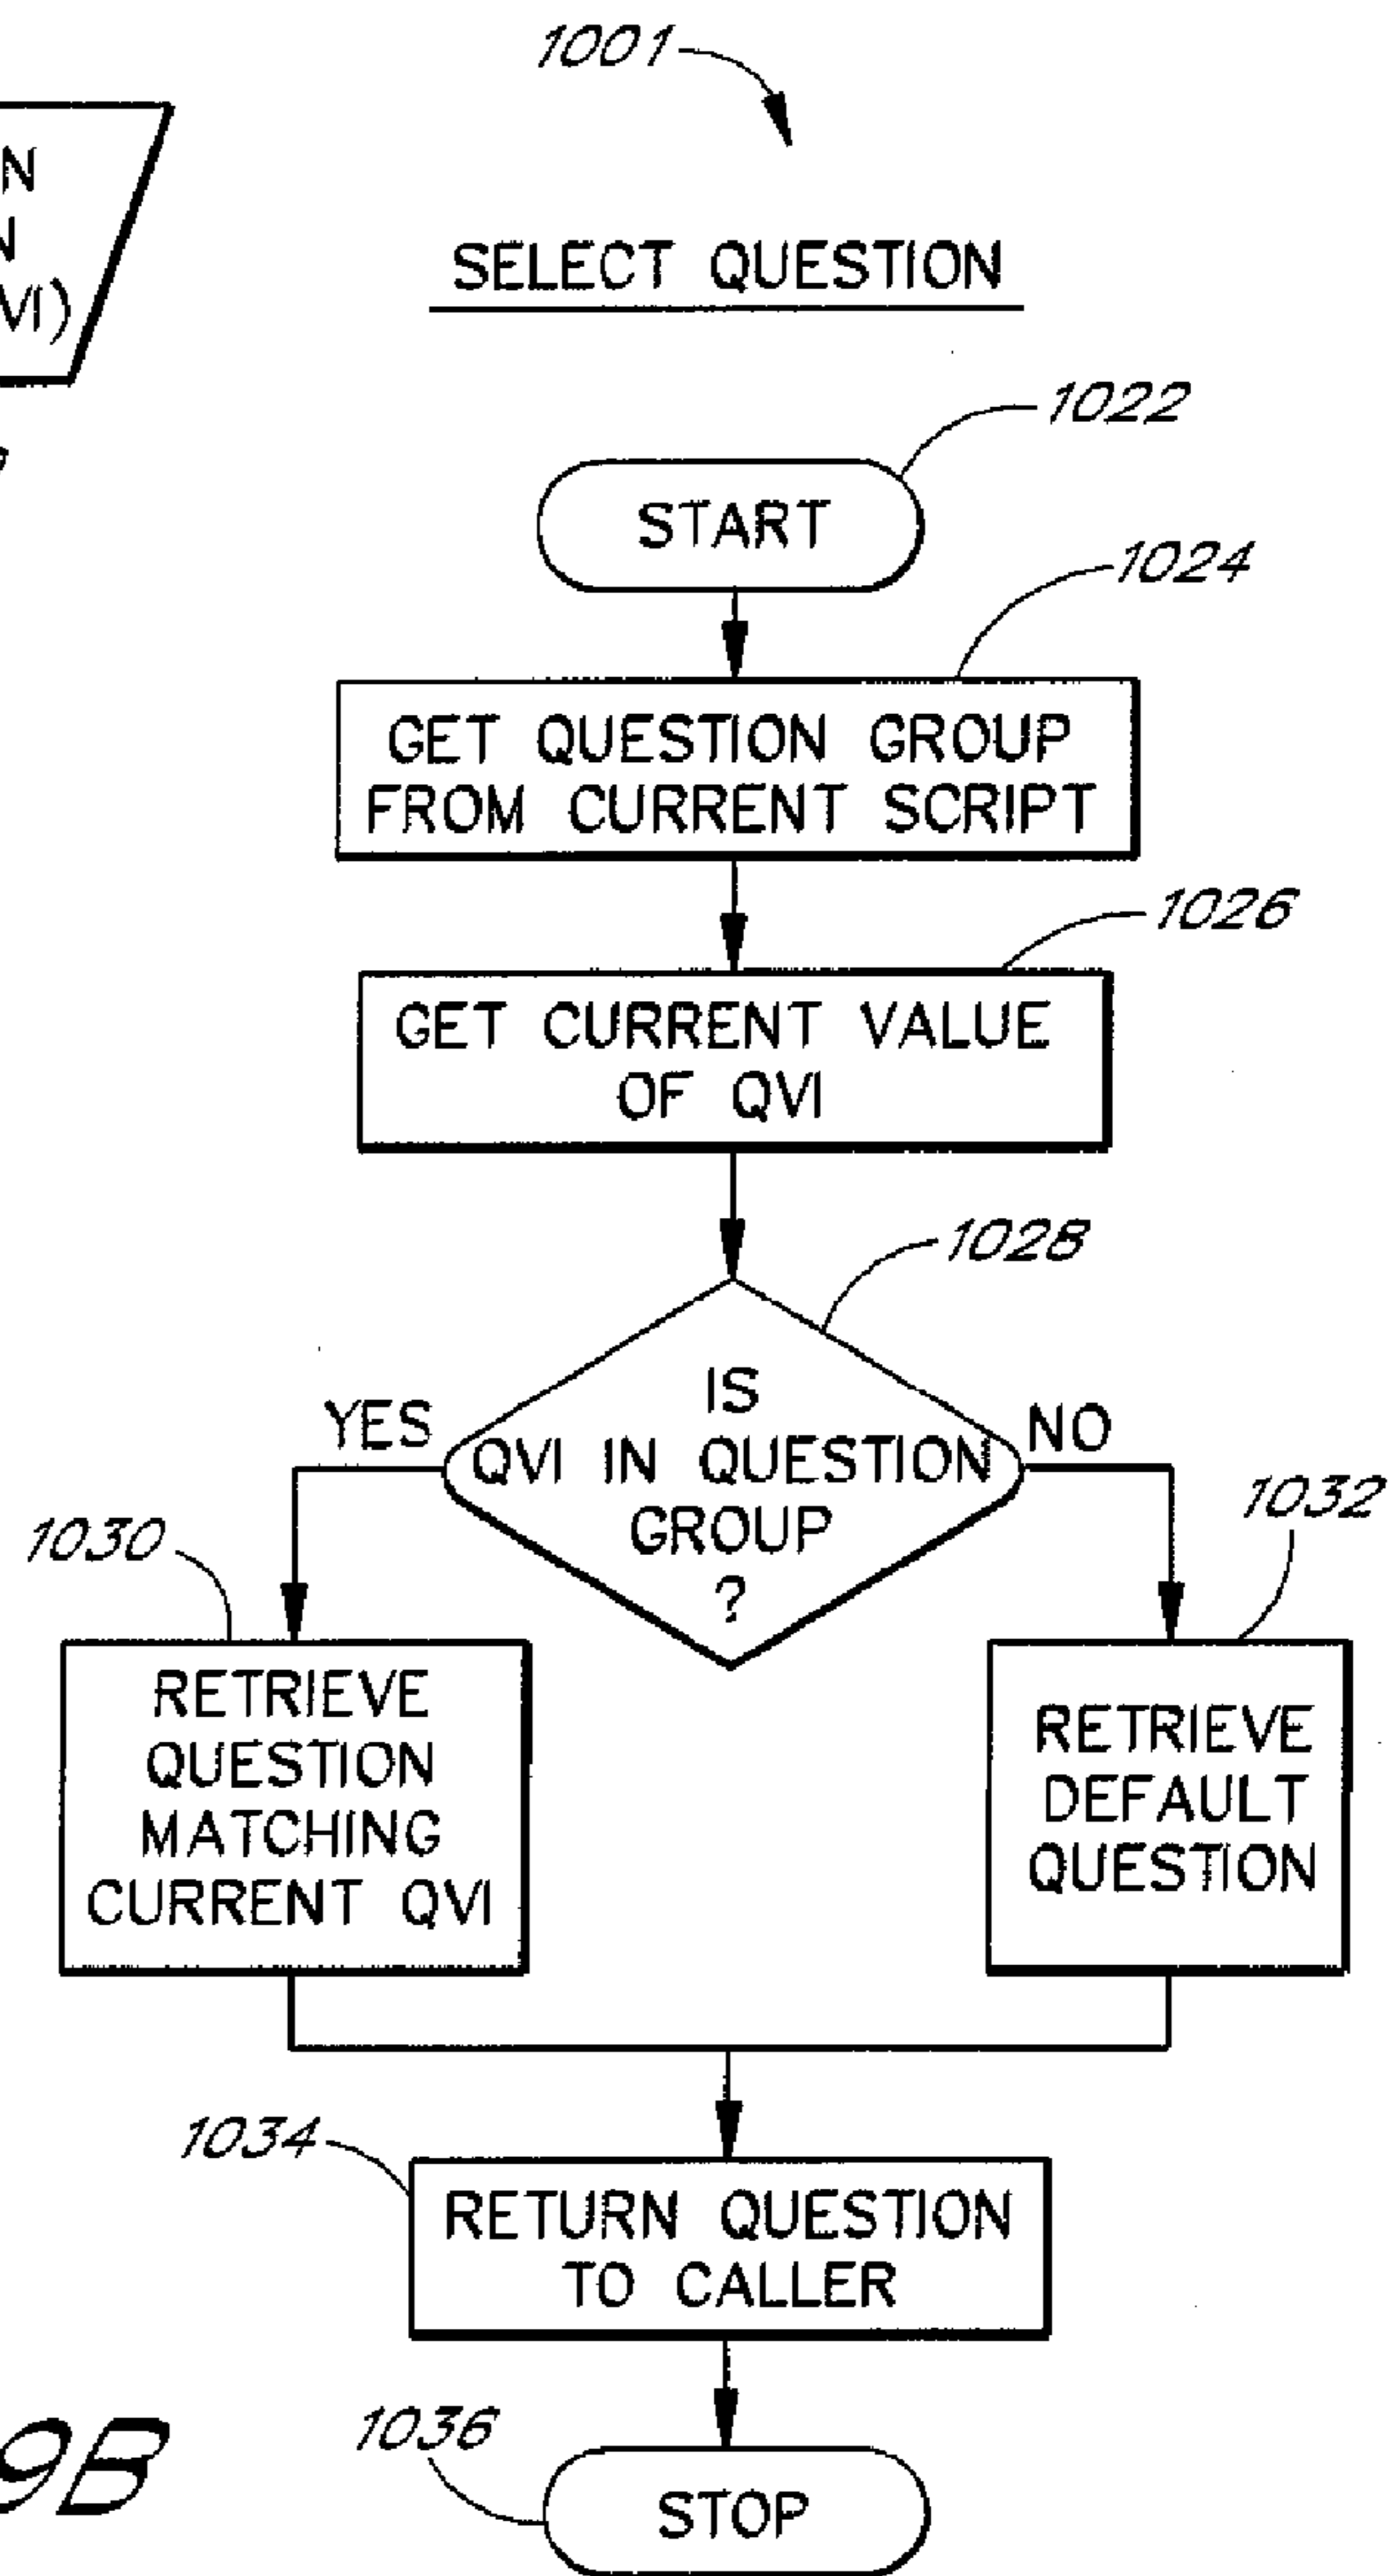 1001
N
N
VI)
SELECT QUESTION
1022
START
1024
GET QUESTION GROUP
FROM CURRENT SCRIPT
1026
GET CURRENT VALUE
OF QVI
1028
IS
QVI IN QUESTION
GROUP
?
YES
NO
1030
1032
RETRIEVE
QUESTION
MATCHING
CURRENT QVI
RETRIEVE
DEFAULT
QUESTION
1034
RETURN QUESTION
TO CALLER
1036
STOP
9B